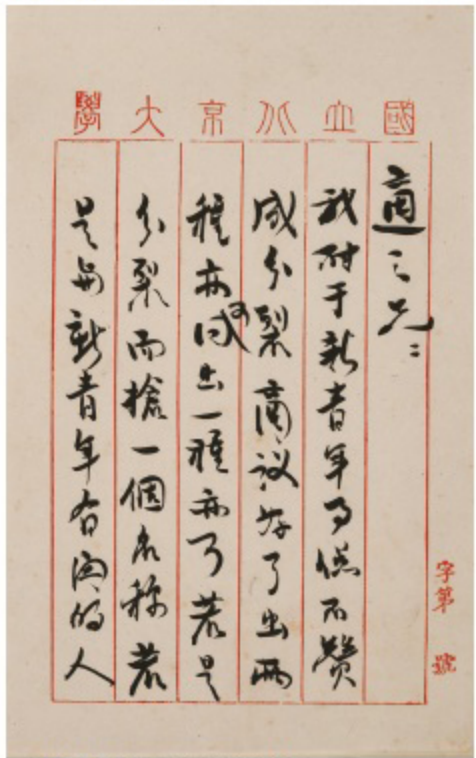 國立北京大學
適之兄：
我对于新青年事總不贊
成分裂商議好了出兩
種亦可或出一種亦可若是
分裂而搶一個名稱若
是與新青年有関的人
字第 號